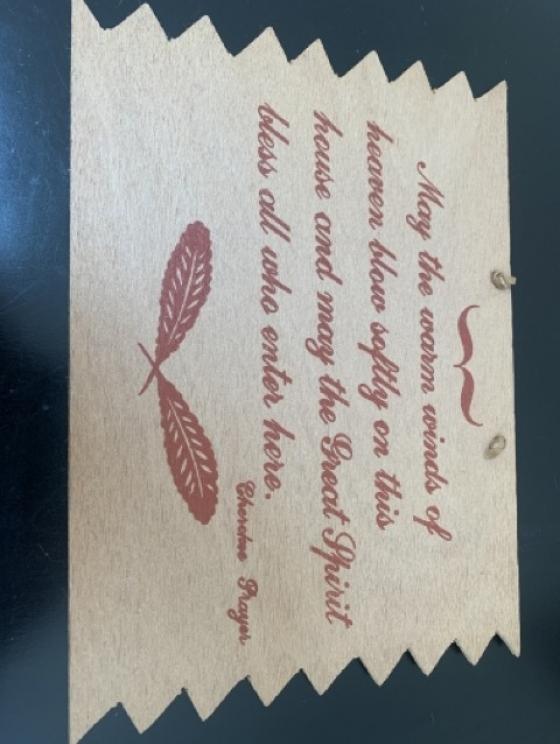 May the warm winds of
heaven blow softly on this
house and may the Great Spirit
bless all who enter here.
Cherokee Prayer